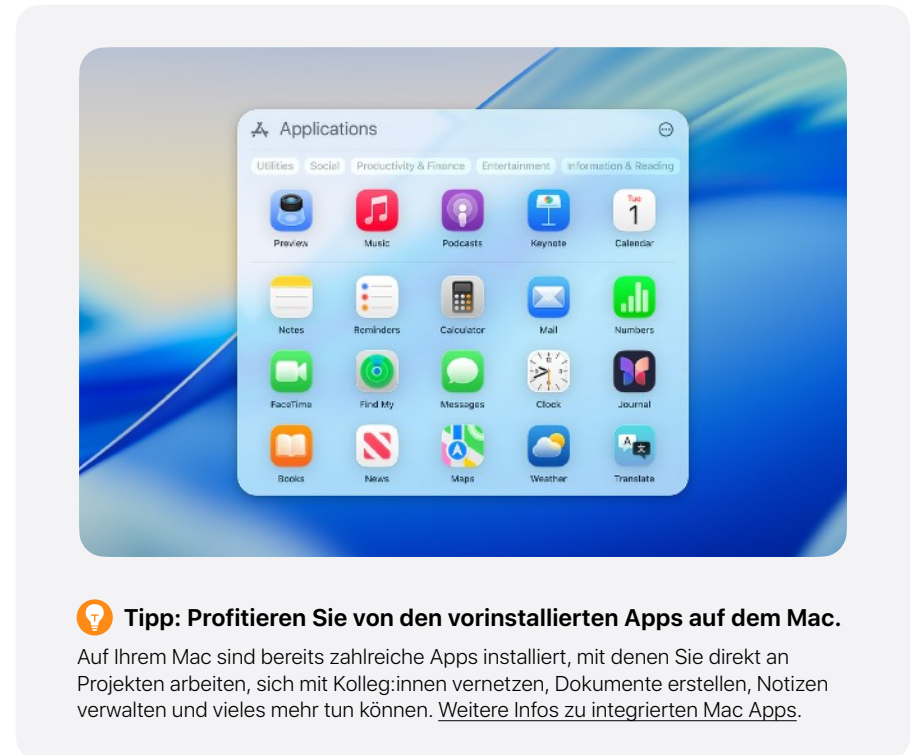 Applications
Utilities Social Productivity & Finance Entertainment Information & Reading
Preview Music Podcasts Keynote Tue 1 Calendar
Notes Reminders Calculator Mail Numbers
FaceTime Find My Messages Clock Journal
Books News Maps Weather A 文 Translate
Tipp: Profitieren Sie von den vorinstallierten Apps auf dem Mac.
Auf Ihrem Mac sind bereits zahlreiche Apps installiert, mit denen Sie direkt an
Projekten arbeiten, sich mit Kolleg:innen vernetzen, Dokumente erstellen, Notizen
verwalten und vieles mehr tun können. Weitere Infos zu integrierten Mac Apps.